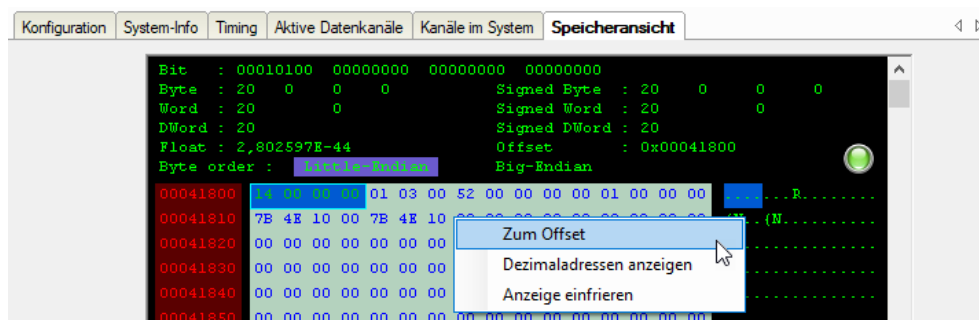 Konfiguration System-Info Timing Aktive Datenkanäle Kanäle im System Speicheransicht
Bit : 00010100 00000000 00000000 00000000
Byte : 20 0 0 0 Signed Byte : 20 0 0 0
Word : 20 0 Signed Word : 20 0
DWord : 20 Signed DWord : 20
Float : 2,802597E-44 Offset : 0x00041800
Byte order : Little-Endian Big-Endian
00041800 14 00 00 00 01 03 00 52 00 00 00 00 01 00 00 00 .......R........
00041810 7B 4E 10 00 7B 4E 10
Zum Offset
00041820 00 00 00 00 00 00 00
Dezimaladressen anzeigen
00041830 00 00 00 00 00 00 00
00041840 00 00 00 00 00 00 00
Anzeige einfrieren
00041850